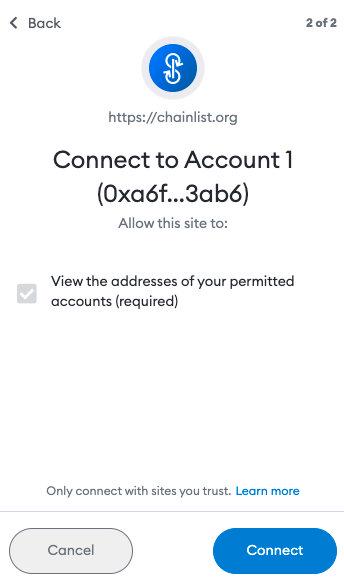 Back
2 of 2
https://chainlist.org
Connect to Account 1
(0xa6f...3ab6)
Allow this site to:
View the addresses of your permitted
accounts (required)
Only connect with sites you trust. Learn more
Cancel
Connect